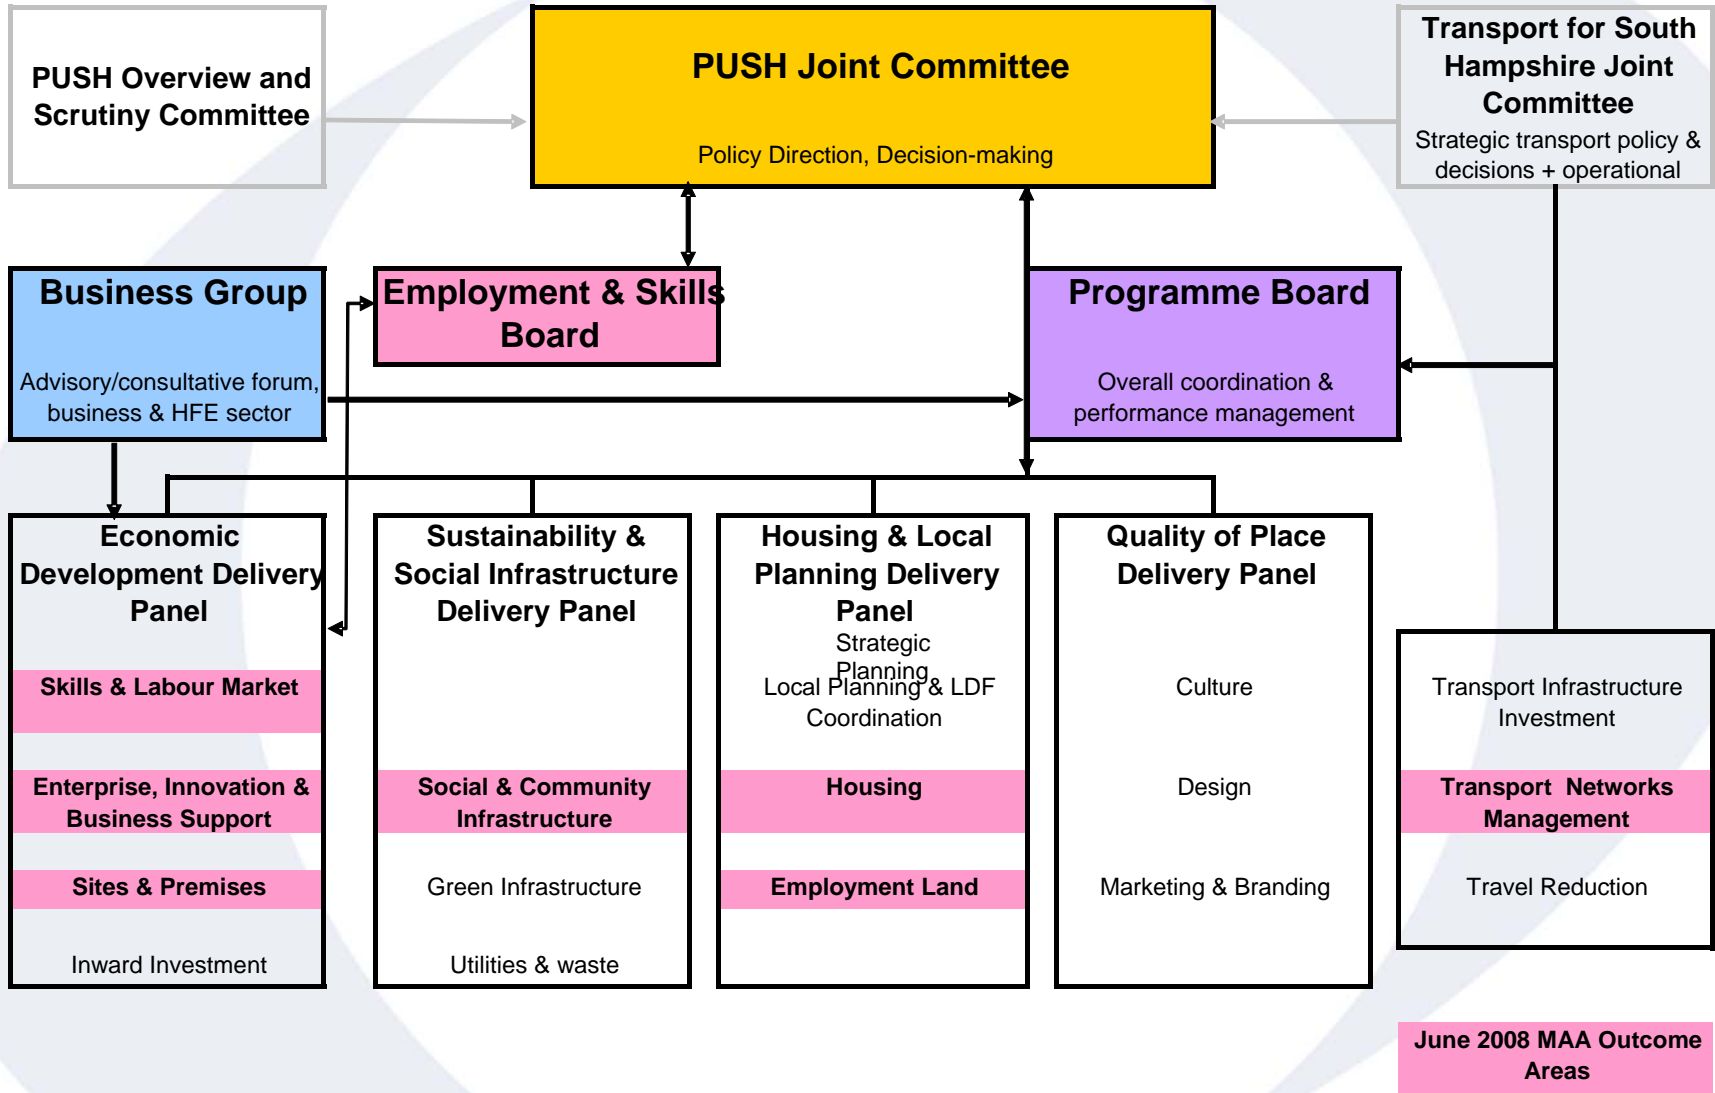 PUSH Overview and
Scrutiny Committee
PUSH Joint Committee
Policy Direction, Decision-making
Transport for South
Hampshire Joint
Committee
Strategic transport policy &
decisions + operational
Business Group
Advisory/consultative forum,
business & HFE sector
Employment & Skills
Board
Programme Board
Overall coordination &
performance management
Economic
Development Delivery
Panel
Skills & Labour Market
Enterprise, Innovation &
Business Support
Sites & Premises
Inward Investment
Sustainability &
Social Infrastructure
Delivery Panel
Social & Community
Infrastructure
Green Infrastructure
Utilities & waste
Housing & Local
Planning Delivery
Panel
Strategic
Planning
Local Planning & LDF
Coordination
Housing
Employment Land
Quality of Place
Delivery Panel
Culture
Design
Marketing & Branding
Transport Infrastructure
Investment
Transport Networks
Management
Travel Reduction
June 2008 MAA Outcome
Areas